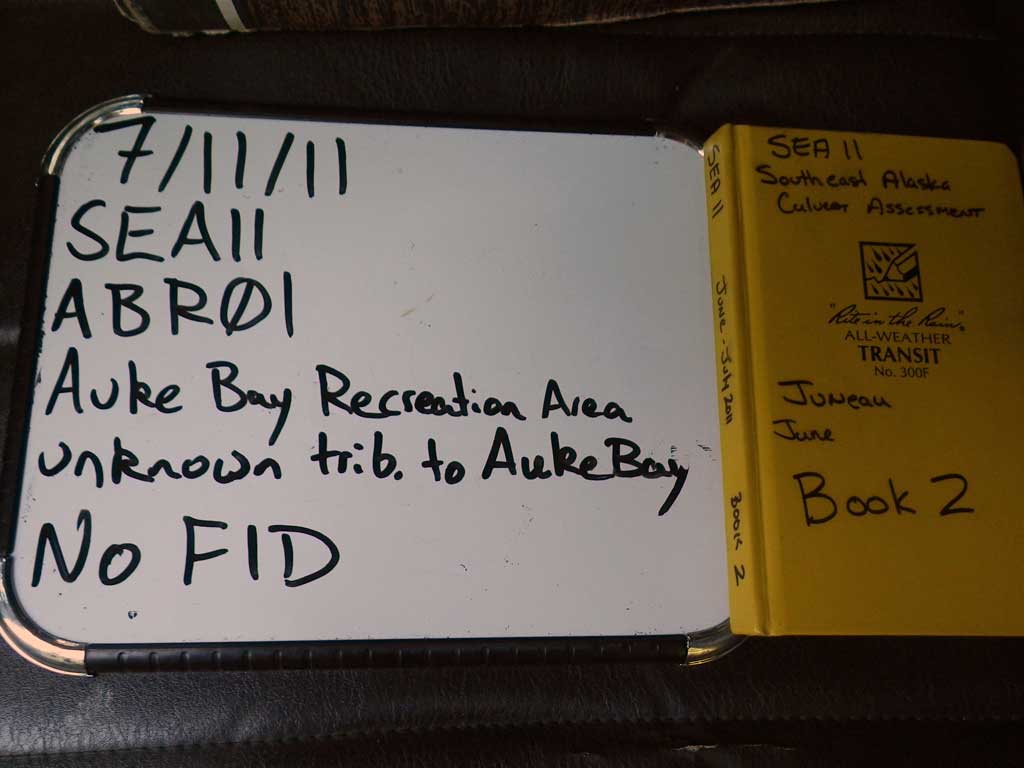 7/11/11
SEA11
ABRØ1
Auke Bay Recreation Area
unknown trib. to Auke Bay
No FID
SEA 11
June - July 2011
Book 2
SEA 11
Southeast Alaska
Culvert Assessment
"Rite in the Rain"®
ALL-WEATHER
TRANSIT
No. 300F
Juneau
June
Book 2